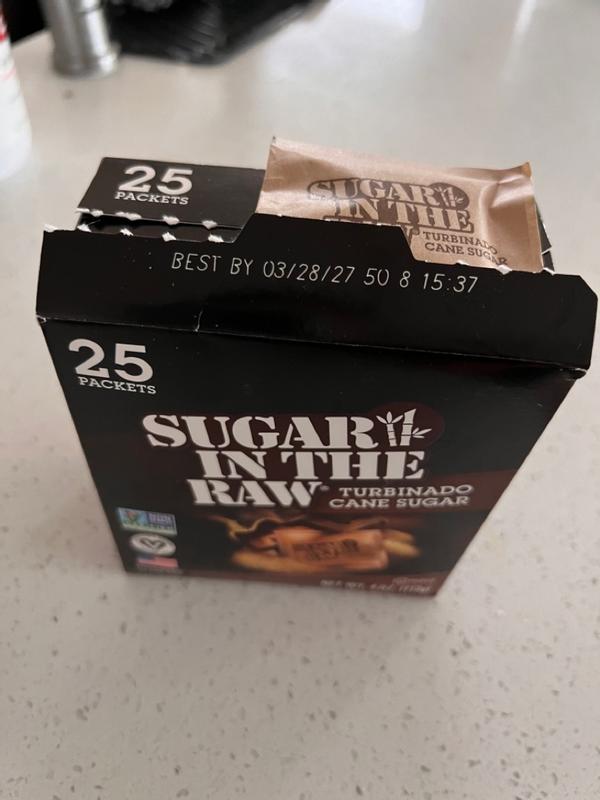 25
PACKETS
SUGAR
IN THE
TURBINADO
CANE SUGAR
BEST BY 03/28/27 50 8 15:37
25
PACKETS
SUGAR
IN THE
RAW
TURBINADO
CANE SUGAR